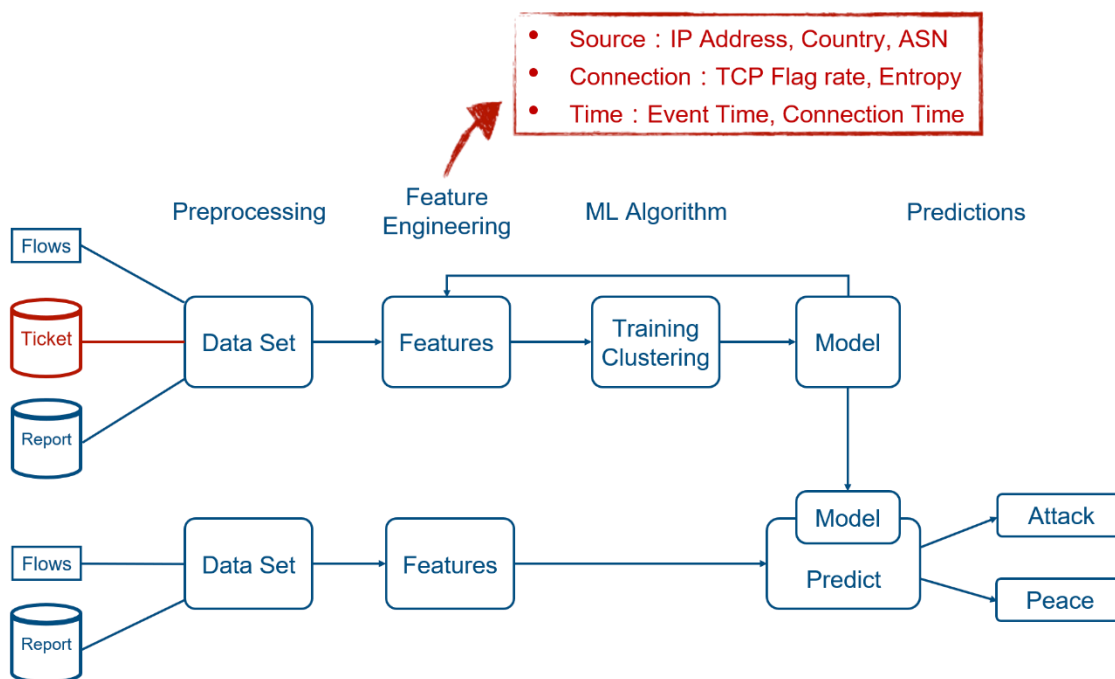 • Source：IP Address, Country, ASN
• Connection：TCP Flag rate, Entropy
• Time：Event Time, Connection Time
Preprocessing
Feature
Engineering
ML Algorithm
Predictions
Flows
Ticket
Report
Data Set
Features
Training
Clustering
Model
Flows
Report
Data Set
Features
Model
Predict
Attack
Peace